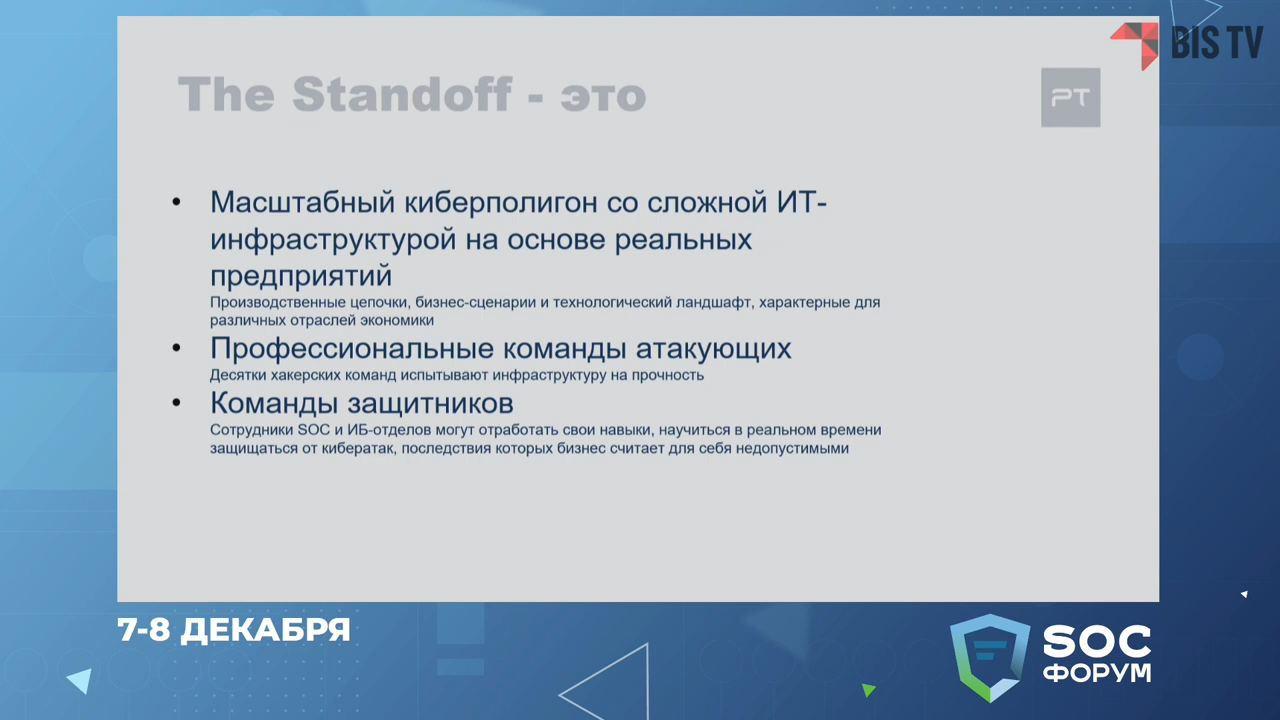 BIS TV
The Standoff - это
PT
• Масштабный киберполигон со сложной ИТ-
инфраструктурой на основе реальных
предприятий
Производственные цепочки, бизнес-сценарии и технологический ландшафт, характерные для
различных отраслей экономики
• Профессиональные команды атакующих
Десятки хакерских команд испытывают инфраструктуру на прочность
• Команды защитников
Сотрудники SOC и ИБ-отделов могут отработать свои навыки, научиться в реальном времени
защищаться от кибератак, последствия которых бизнес считает для себя недопустимыми
7-8 ДЕКАБРЯ
SOC
ФОРУМ